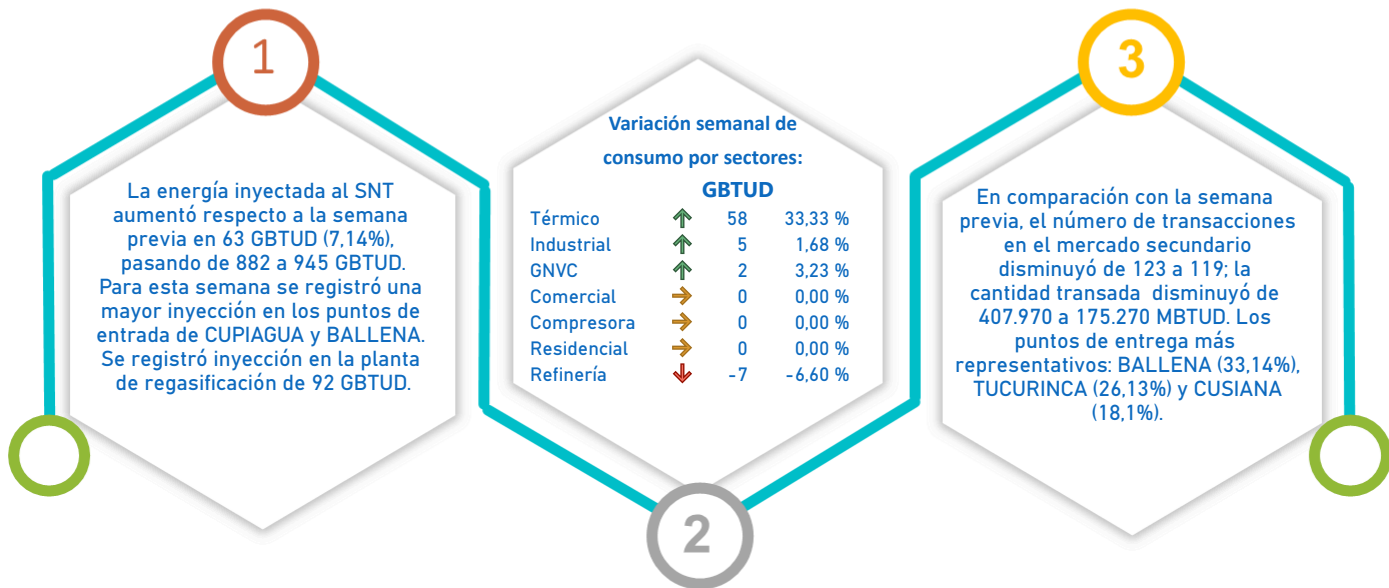 1
La energía inyectada al SNT
aumentó respecto a la semana
previa en 63 GBTUD (7,14%),
pasando de 882 a 945 GBTUD.
Para esta semana se registró una
mayor inyección en los puntos de
entrada de CUPIAGUA y BALLENA.
Se registró inyección en la planta
de regasificación de 92 GBTUD.
Variación semanal de
consumo por sectores:
GBTUD
Térmico 58 33,33 %
Industrial 5 1,68 %
GNVC 2 3,23 %
Comercial 0 0,00 %
Compresora 0 0,00 %
Residencial 0 0,00 %
Refinería -7 -6,60 %
2
3
En comparación con la semana
previa, el número de transacciones
en el mercado secundario
disminuyó de 123 a 119; la
cantidad transada disminuyó de
407.970 a 175.270 MBTUD. Los
puntos de entrega más
representativos: BALLENA (33,14%),
TUCURINCA (26,13%) y CUSIANA
(18,1%).